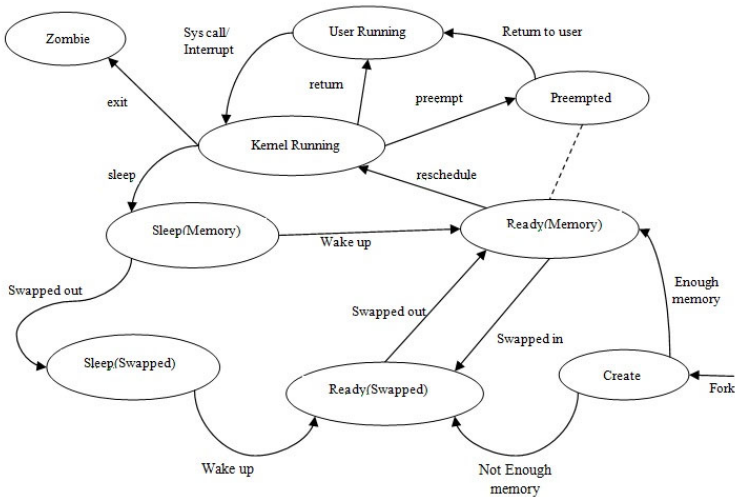 Zombie
Sys call/
Interrupt
User Running
Return to user
return
preempt
Preempted
exit
Kernel Running
sleep
reschedule
Sleep(Memory)
Wake up
Ready(Memory)
Swapped out
Swapped out
Enough
memory
Swapped in
Sleep(Swapped)
Ready(Swapped)
Create
Fork
Wake up
Not Enough
memory